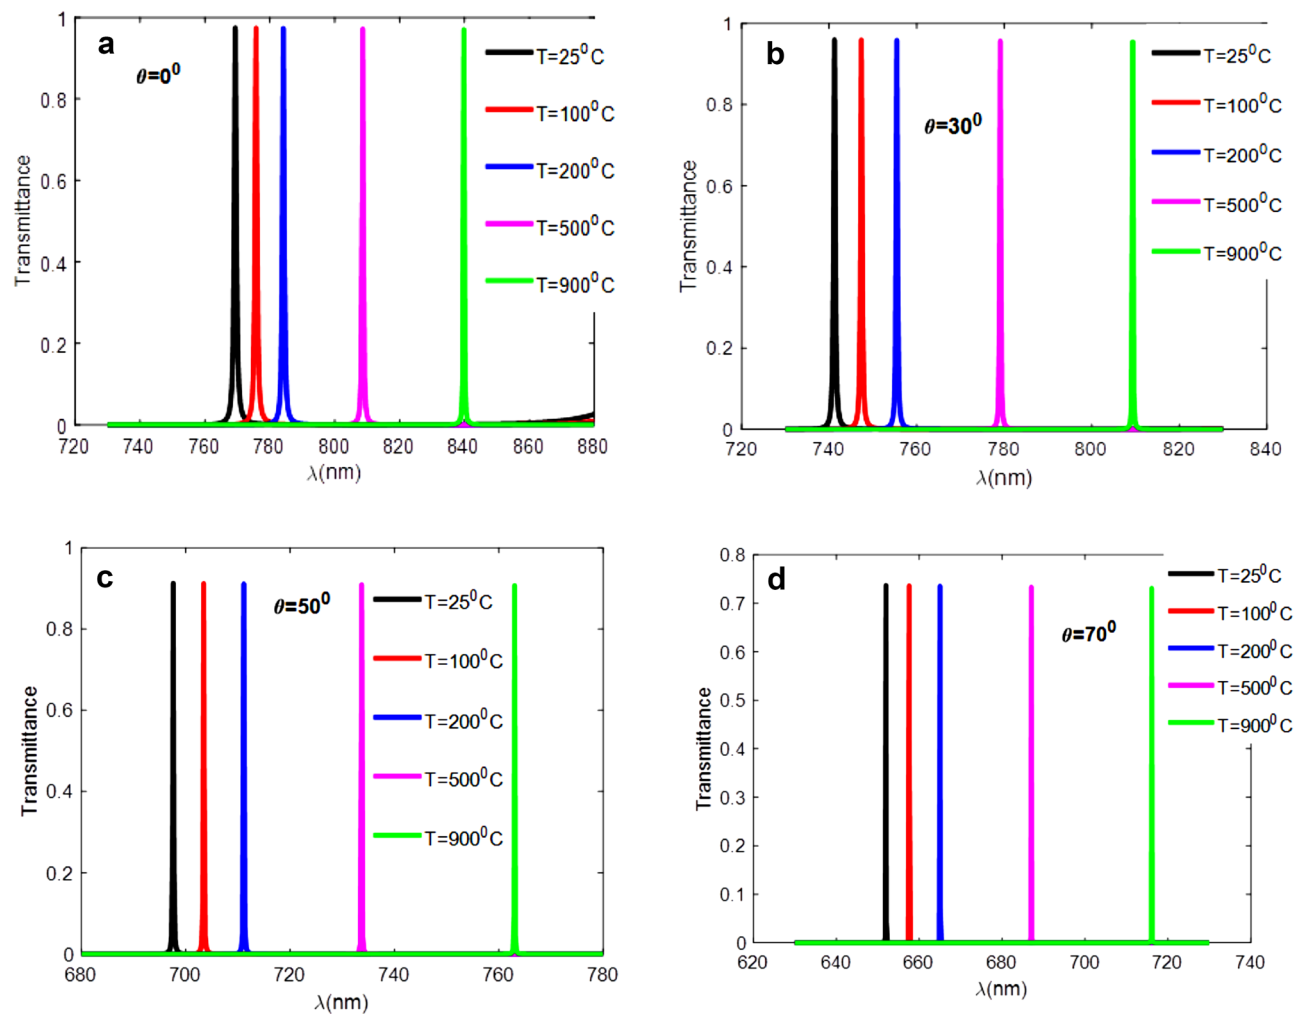 a
θ=0⁰
T=25⁰C
T=100⁰C
T=200⁰C
T=500⁰C
T=900⁰C
1
0.8
0.6
0.4
0.2
0
Transmittance
720 740 760 780 800 820 840 860 880
λ(nm)
b
θ=30⁰
T=25⁰C
T=100⁰C
T=200⁰C
T=500⁰C
T=900⁰C
1
0.8
0.6
0.4
0.2
0
Transmittance
720 740 760 780 800 820 840
λ(nm)
c
θ=50⁰
T=25⁰C
T=100⁰C
T=200⁰C
T=500⁰C
T=900⁰C
1
0.8
0.6
0.4
0.2
0
Transmittance
680 700 720 740 760 780
λ(nm)
d
θ=70⁰
T=25⁰C
T=100⁰C
T=200⁰C
T=500⁰C
T=900⁰C
0.8
0.7
0.6
0.5
0.4
0.3
0.2
0.1
0
Transmittance
620 640 660 680 700 720 740
λ(nm)